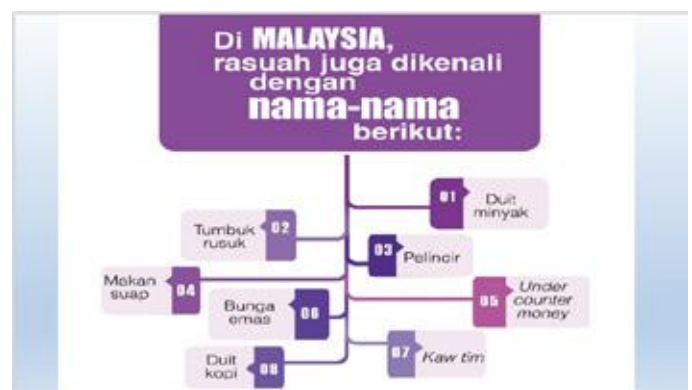 Di MALAYSIA,
rasuah juga dikenali
dengan
nama-nama
berikut:
01
Duit
minyak
Tumbuk
rusuk
02
03
Pelincir
Makan
suap
04
Under
counter
money
05
Bunga
emas
06
07
Kaw tim
Duit
kopi
08